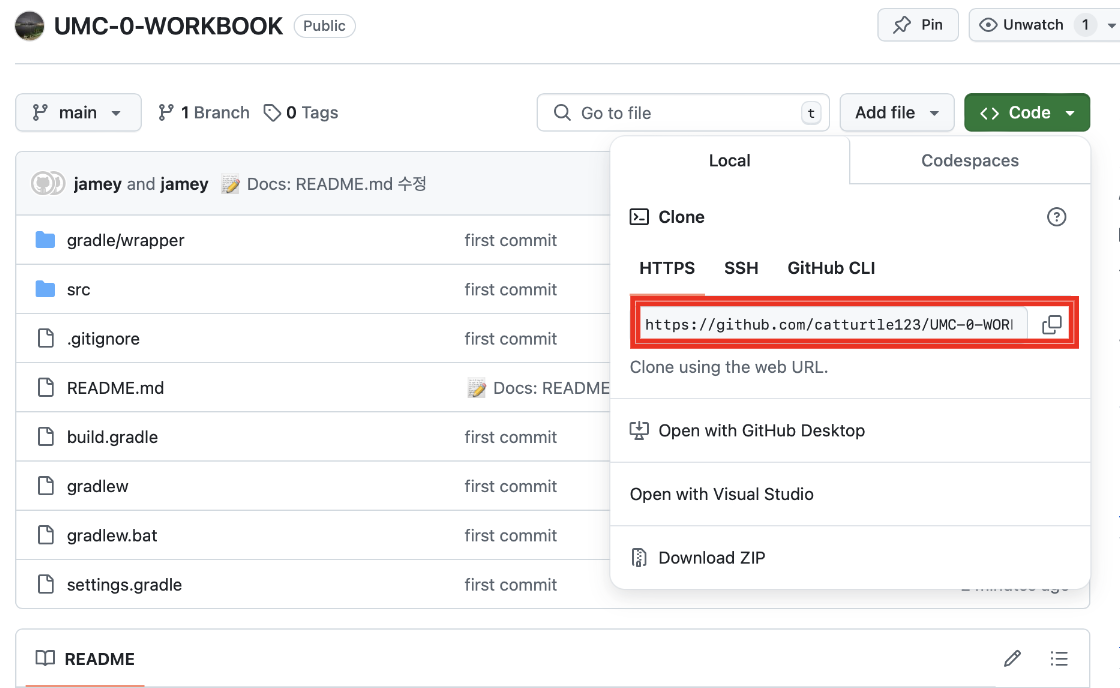 UMC-0-WORKBOOK Public Pin Unwatch 1
main 1 Branch 0 Tags Go to file t Add file Code
jamey and jamey 📝 Docs: README.md 수정
gradle/wrapper first commit
src first commit
.gitignore first commit
README.md 📝 Docs: README
build.gradle first commit
gradlew first commit
gradlew.bat first commit
settings.gradle first commit
Local Codespaces
Clone
HTTPS SSH GitHub CLI
https://github.com/catturtle123/UMC-0-WOR
Clone using the web URL.
Open with GitHub Desktop
Open with Visual Studio
Download ZIP
README